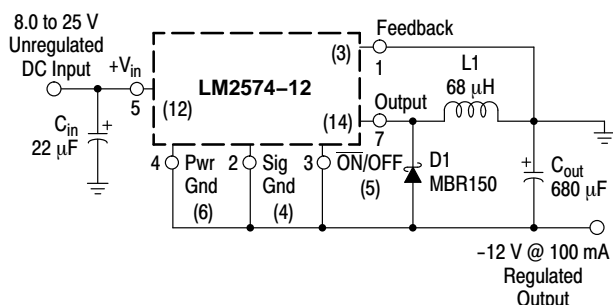 8.0 to 25 V
Unregulated
DC Input
+Vin
5
(12)
LM2574–12
(3)
Feedback
1
(14)
Output
7
L1
68 μH
Cin
22 μF
+
4
Pwr
Gnd
(6)
2
Sig
Gnd
(4)
3
ON/OFF
(5)
D1
MBR150
+
Cout
680 μF
–12 V @ 100 mA
Regulated
Output